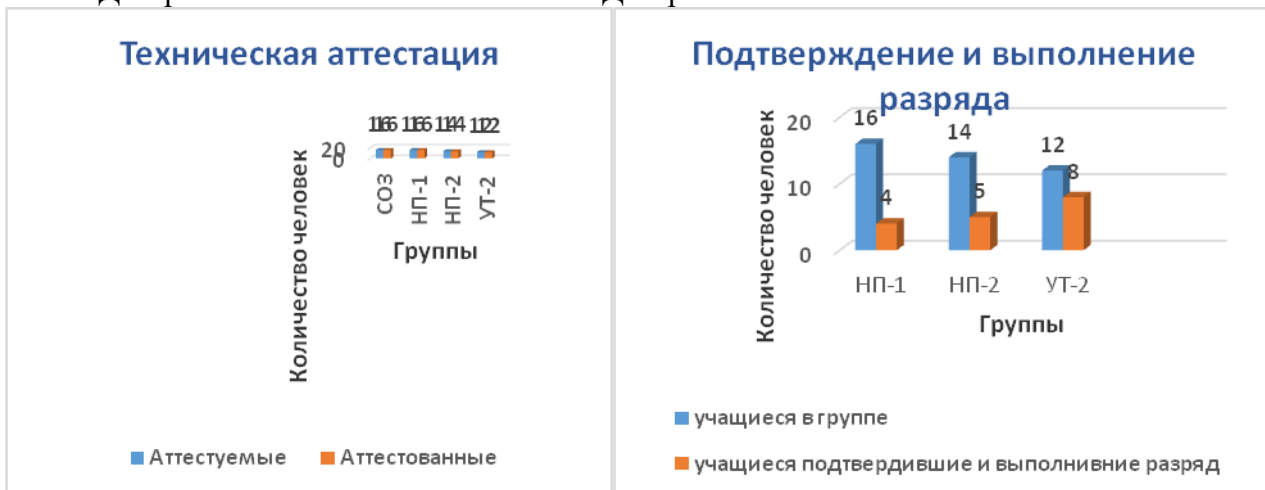 Техническая аттестация
16 16 16 16 14 14 12 12
20
0
СОЗ
НП-1
НП-2
УТ-2
Количество человек
Группы
Аттестуемые
Аттестованные
Подтверждение и выполнение
разряда
20
10
0
16
4
14
5
12
8
Количество человек
НП-1
НП-2
УТ-2
Группы
учащиеся в группе
учащиеся подтвердившие и выполнивние разряд